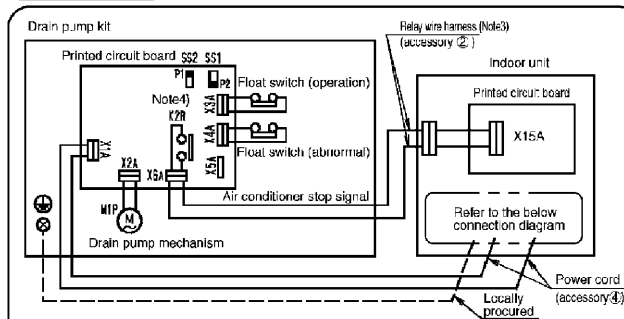 Drain pump kit
Relay wire harness (Note3)
(accessory ②)
Indoor unit
Printed circuit board
SS2 SS1
P1
P2
Float switch (operation)
Printed circuit board
Note4)
K2R
X3A
X4A
X15A
X1A
Float switch (abnormal)
X2A
X6A
X5A
Air conditioner stop signal
M1P
M
Drain pump mechanism
Refer to the below
connection diagram
Power cord
(accessory④)
Locally
procured